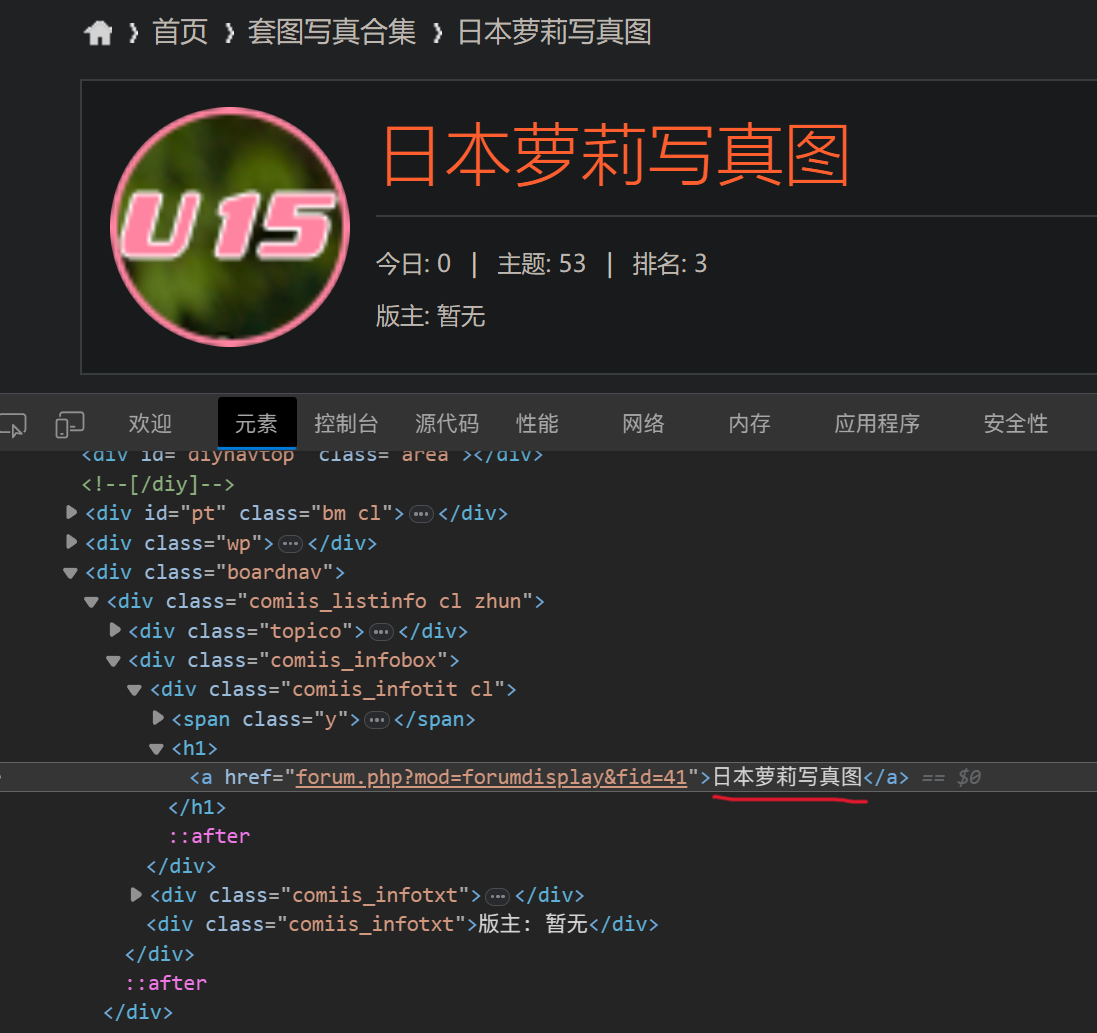 首页 › 套图写真合集 › 日本萝莉写真图
U15
日本萝莉写真图
今日: 0 | 主题: 53 | 排名: 3
版主: 暂无
欢迎 元素 控制台 源代码 性能 网络 内存 应用程序 安全性
<div id="diynavtop" class="area"></div>
<!--[/diy]-->
<div id="pt" class="bm cl">…</div>
<div class="wp">…</div>
<div class="boardnav">
<div class="comiis_listinfo cl zhun">
<div class="topico">…</div>
<div class="comiis_infobox">
<div class="comiis_infotit cl">
<span class="y">…</span>
<h1>
<a href="forum.php?mod=forumdisplay&fid=41">日本萝莉写真图</a> == $0
</h1>
::after
</div>
<div class="comiis_infotxt">…</div>
<div class="comiis_infotxt">版主: 暂无</div>
</div>
::after
</div>